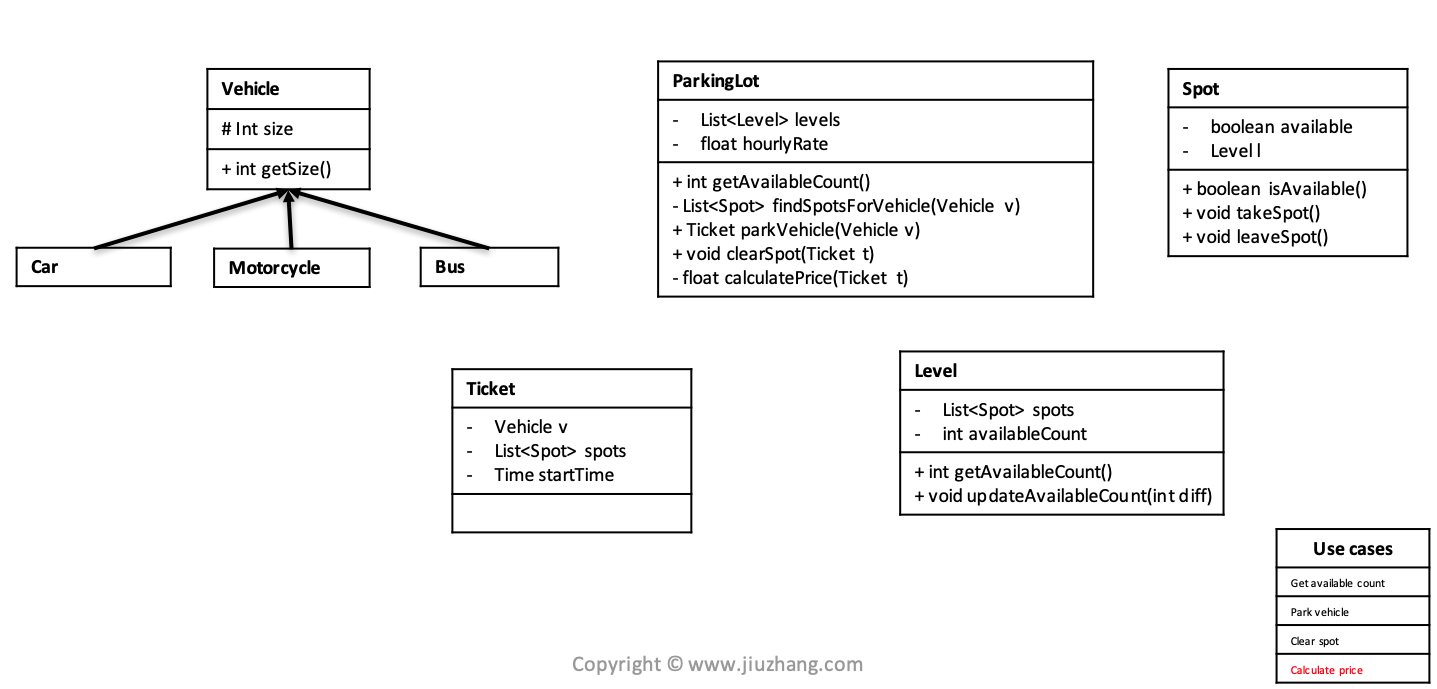 Vehicle
# Int size
+ int getSize()
Car
Motorcycle
Bus
ParkingLot
- List<Level> levels
- float hourlyRate
+ int getAvailableCount()
- List<Spot> findSpotsForVehicle(Vehicle v)
+ Ticket parkVehicle(Vehicle v)
+ void clearSpot(Ticket t)
- float calculatePrice(Ticket t)
Spot
- boolean available
- Level l
+ boolean isAvailable()
+ void takeSpot()
+ void leaveSpot()
Ticket
- Vehicle v
- List<Spot> spots
- Time startTime
Level
- List<Spot> spots
- int availableCount
+ int getAvailableCount()
+ void updateAvailableCount(int diff)
Use cases
Get available count
Park vehicle
Clear spot
Calculate price
Copyright © www.jiuzhang.com